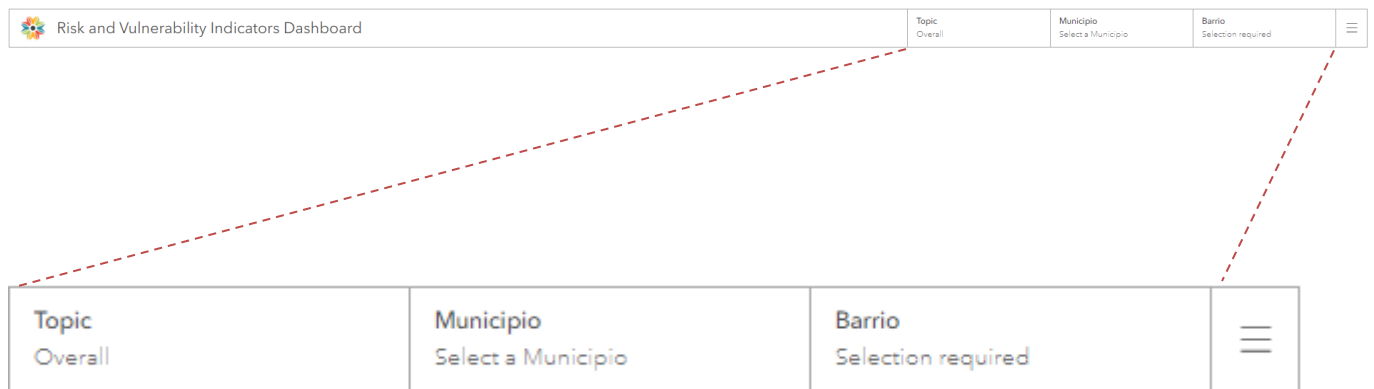 Risk and Vulnerability Indicators Dashboard
Topic
Overall
Municipio
Select a Municipio
Barrio
Selection required
Topic
Overall
Municipio
Select a Municipio
Barrio
Selection required